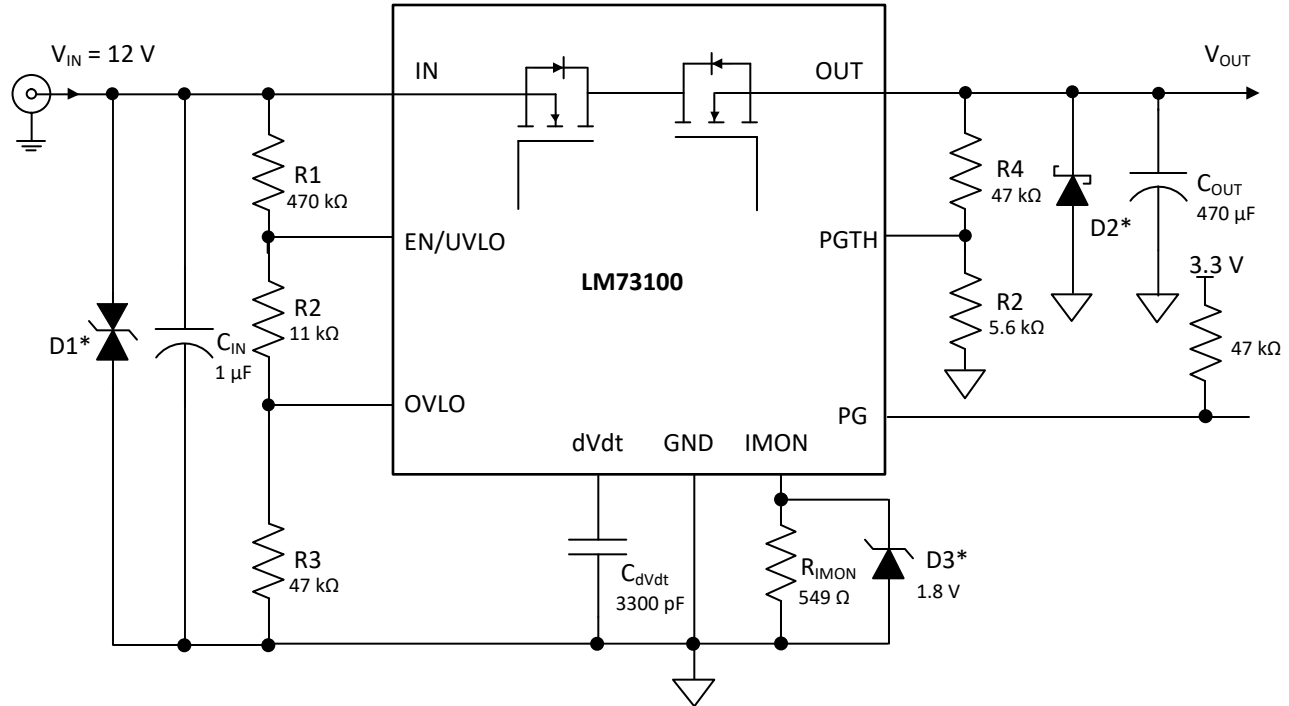 V_IN = 12 V
IN
OUT
V_OUT
R1
470 kΩ
R4
47 kΩ
C_OUT
470 µF
D2*
EN/UVLO
PGTH
LM73100
3.3 V
R2
11 kΩ
R2
5.6 kΩ
47 kΩ
D1*
C_IN
1 µF
OVLO
PG
dVdt
GND
IMON
R3
47 kΩ
C_dVdt
3300 pF
R_IMON
549 Ω
D3*
1.8 V